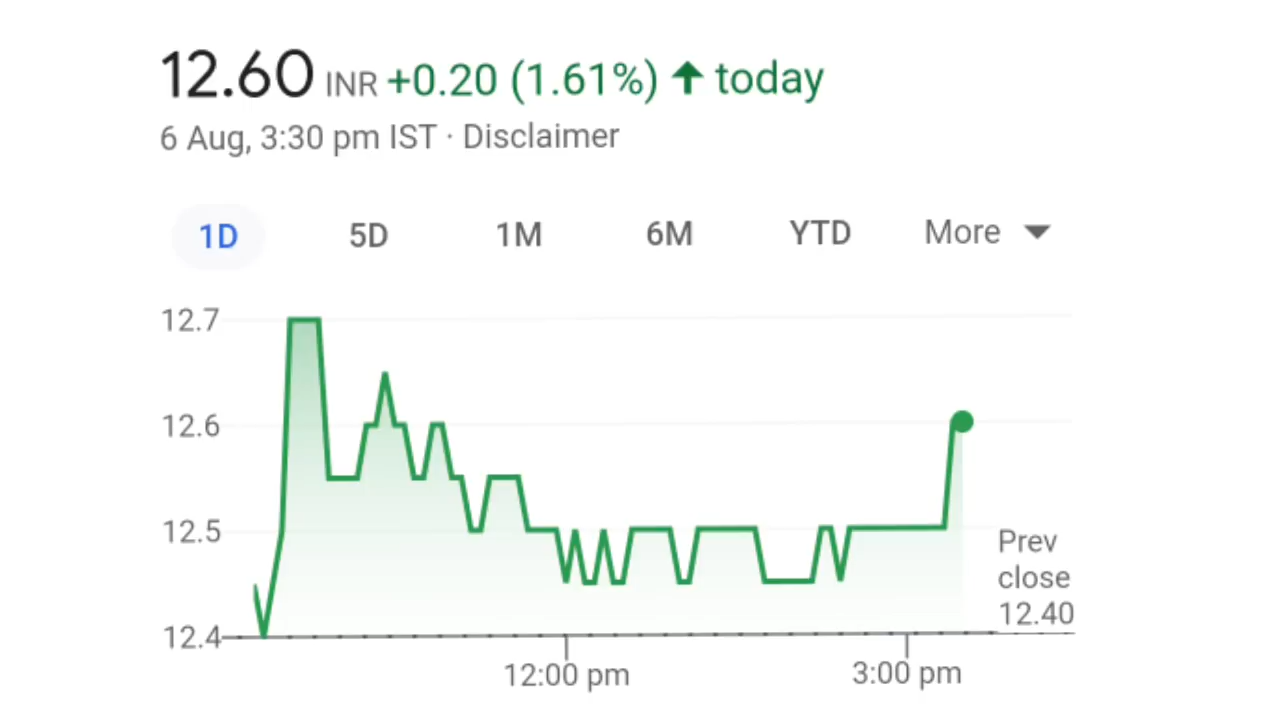 12.60 INR +0.20 (1.61%) ↑ today
6 Aug, 3:30 pm IST · Disclaimer
1D 5D 1M 6M YTD More
12.7
12.6
12.5
12.4
Prev
close
12.40
12:00 pm 3:00 pm